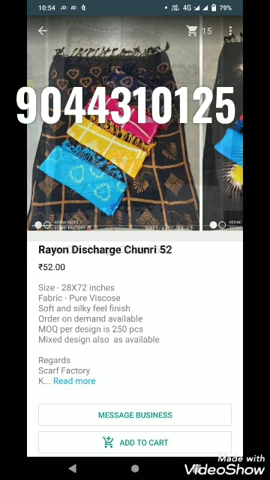 10:54
4G
79%
15
9044310125
Rayon Discharge Chunri 52
₹52.00
Size - 28X72 inches
Fabric - Pure Viscose
Soft and silky feel finish
Order on demand available
MOQ per design is 250 pcs
Mixed design also as available
Regards
Scarf Factory
K... Read more
MESSAGE BUSINESS
ADD TO CART
Made with
VideoShow